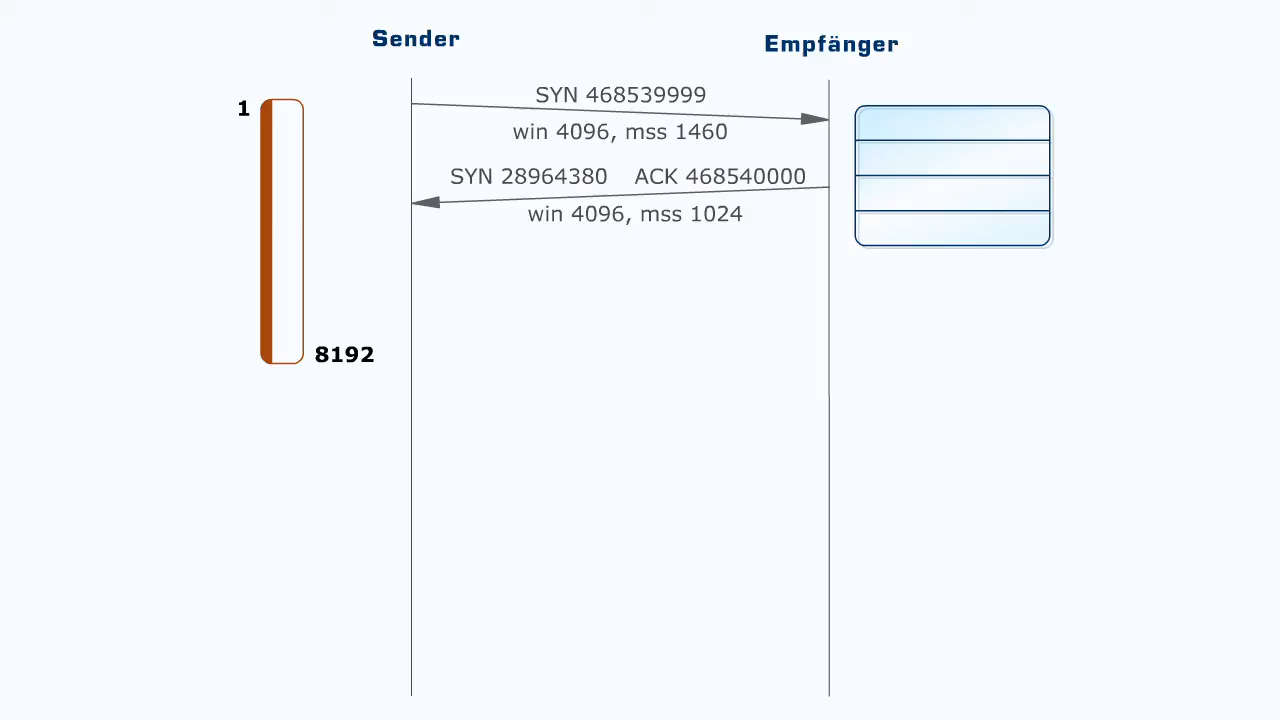 Sender
Empfänger
1
SYN 468539999
win 4096, mss 1460
SYN 28964380 ACK 468540000
win 4096, mss 1024
8192